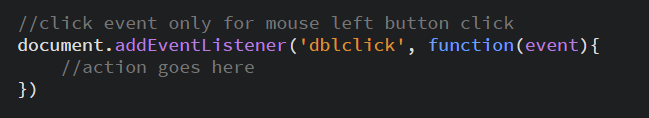 //click event only for mouse left button click
document.addEventListener('dblclick', function(event){
    //action goes here
})